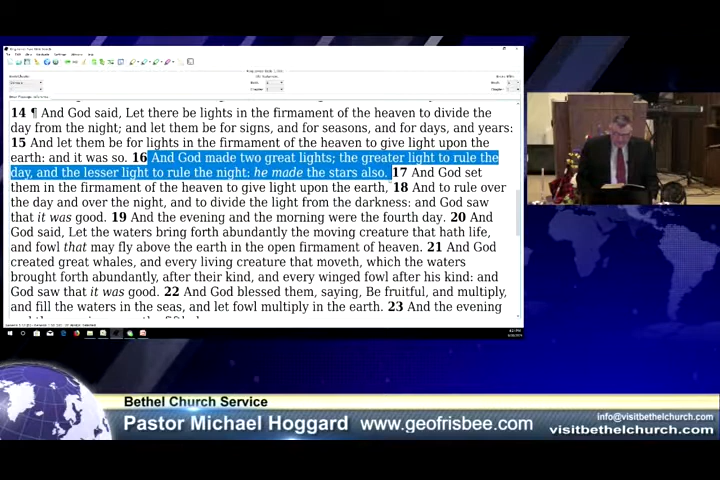 14 ¶ And God said, Let there be lights in the firmament of the heaven to divide the
day from the night; and let them be for signs, and for seasons, and for days, and years:
15 And let them be for lights in the firmament of the heaven to give light upon the
earth: and it was so. 16 And God made two great lights; the greater light to rule the
day, and the lesser light to rule the night: he made the stars also. 17 And God set
them in the firmament of the heaven to give light upon the earth, 18 And to rule over
the day and over the night, and to divide the light from the darkness: and God saw
that it was good. 19 And the evening and the morning were the fourth day. 20 And
God said, Let the waters bring forth abundantly the moving creature that hath life,
and fowl that may fly above the earth in the open firmament of heaven. 21 And God
created great whales, and every living creature that moveth, which the waters
brought forth abundantly, after their kind, and every winged fowl after his kind: and
God saw that it was good. 22 And God blessed them, saying, Be fruitful, and multiply,
and fill the waters in the seas, and let fowl multiply in the earth. 23 And the evening
Bethel Church Service
Pastor Michael Hoggard www.geofrisbee.com
info@visitbethelchurch.com
visitbethelchurch.com